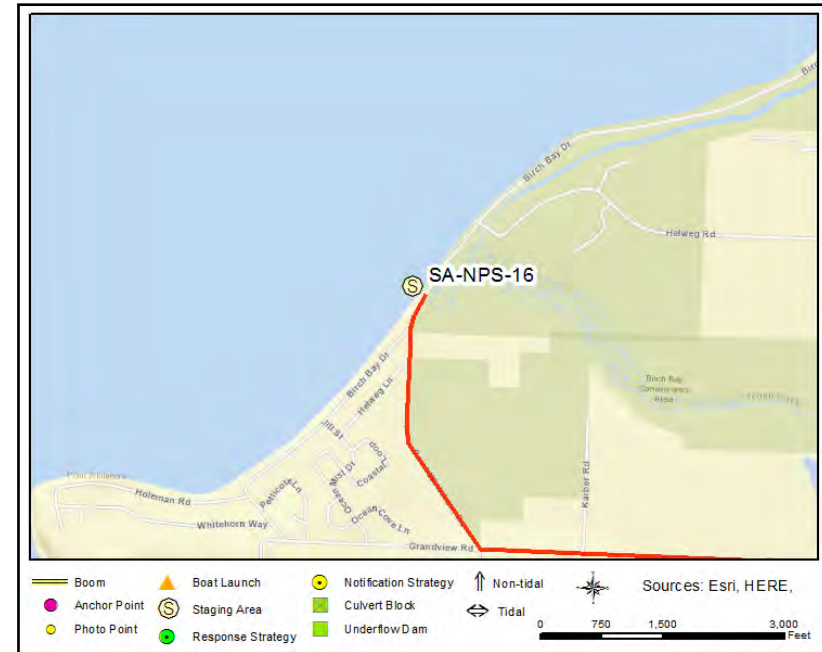 Birch Bay Dr
Helweg Rd
SA-NPS-16
Birch Bay Dr
Helweg Ln
Birch Bay
Conservancy
Area
Jill St
Loop
Coastal
Mist Dr
Ocean
Petticote Ln
Ocean Cove Ln
Karber Rd
Point Whitehorn
Holeman Rd
Whitehorn Way
Grandview Rd
Boom
Boat Launch
Notification Strategy
Non-tidal
Sources: Esri, HERE,
Anchor Point
S Staging Area
Culvert Block
Tidal
Photo Point
Response Strategy
Underflow Dam
0 750 1,500 3,000
Feet